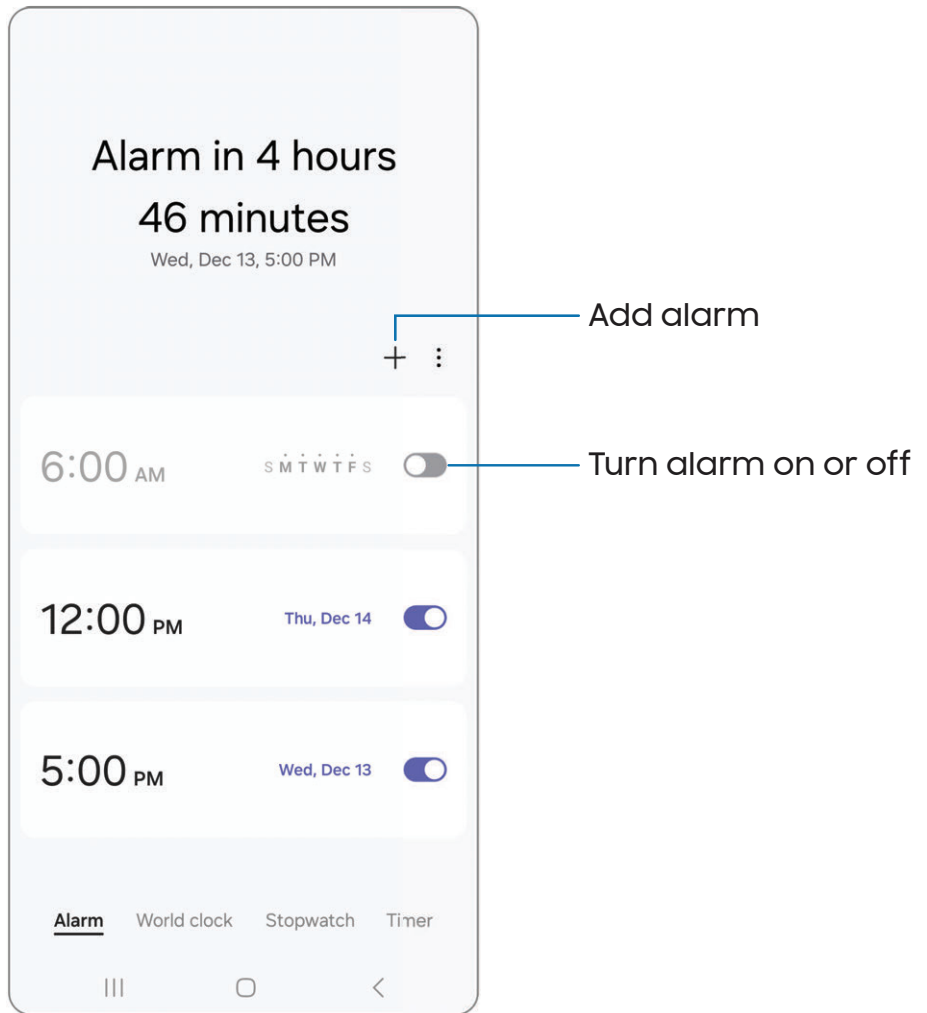 Alarm in 4 hours
46 minutes
Wed, Dec 13, 5:00 PM
Add alarm
6:00 AM S M T W T F S
Turn alarm on or off
12:00 PM Thu, Dec 14
5:00 PM Wed, Dec 13
Alarm World clock Stopwatch Timer